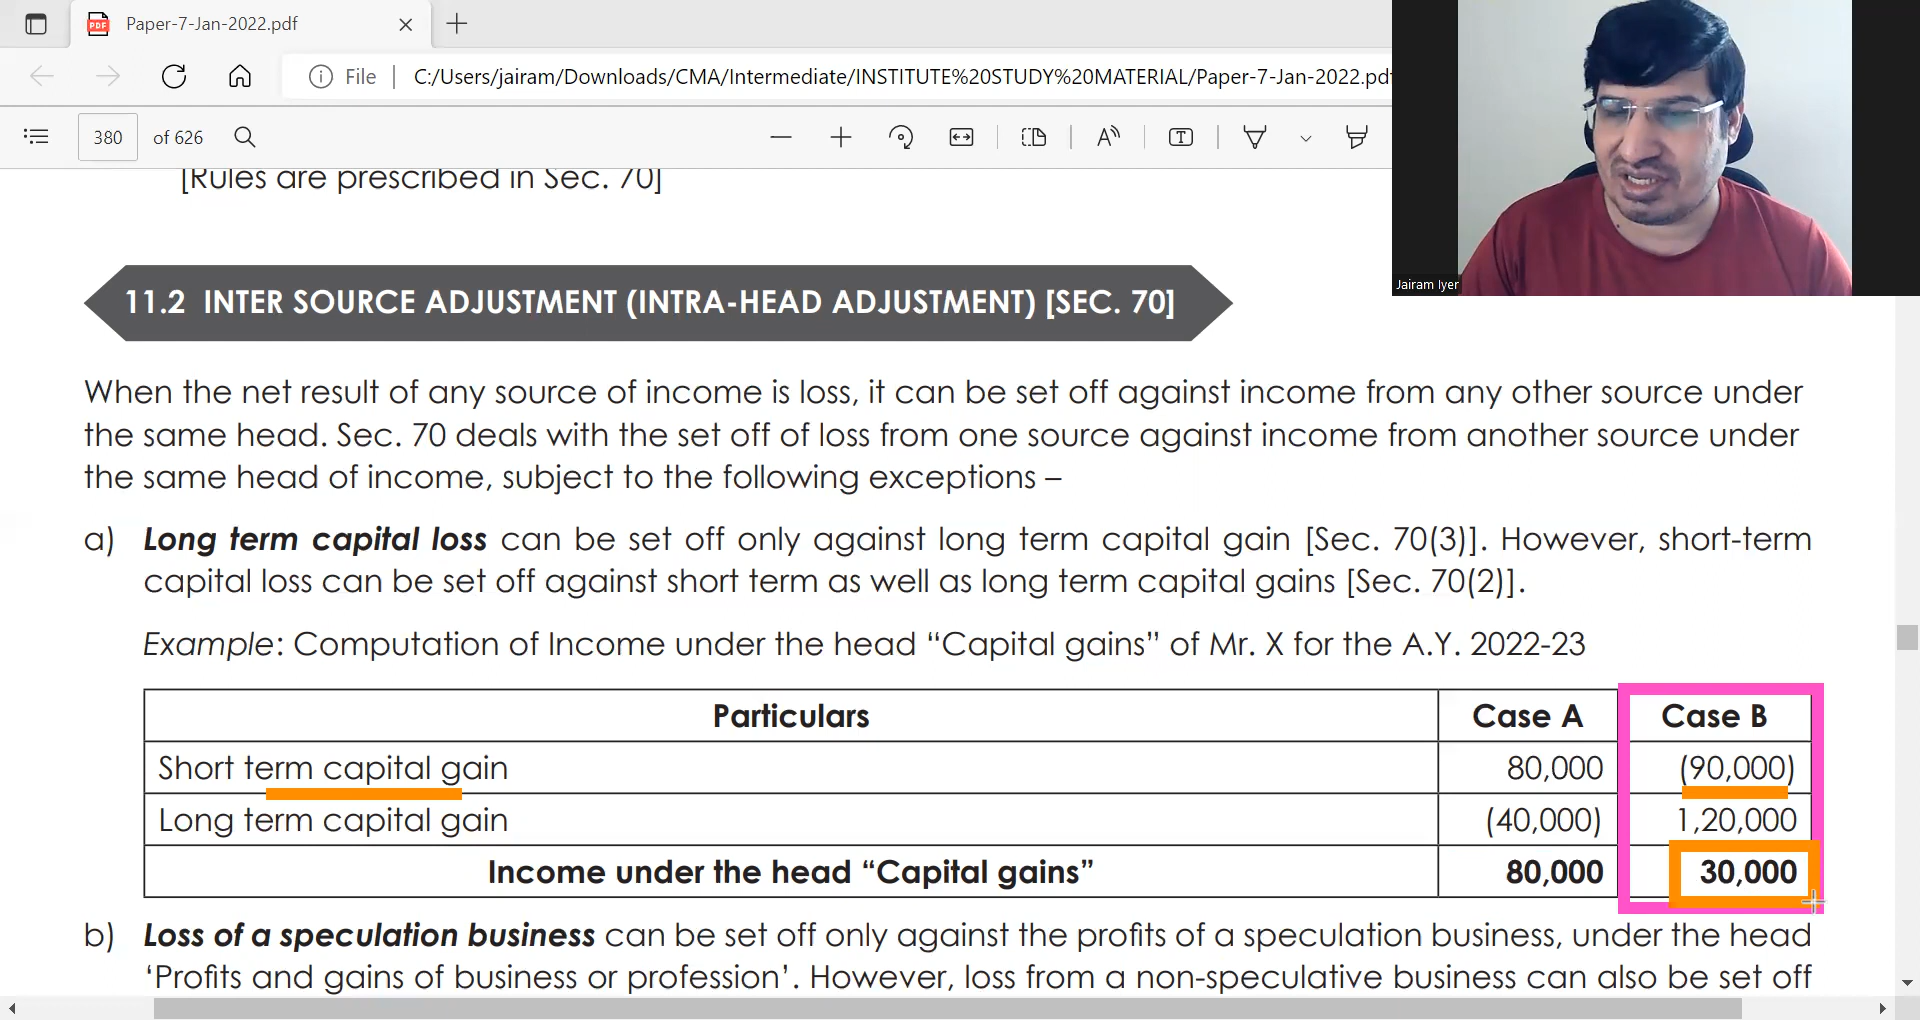 Paper-7-Jan-2022.pdf
File
C:/Users/jairam/Downloads/CMA/Intermediate/INSTITUTE%20STUDY%20MATERIAL/Paper-7-Jan-2022.pdf
380 of 626
[Rules are prescribed in Sec. 70]
Jairam Iyer
11.2 INTER SOURCE ADJUSTMENT (INTRA-HEAD ADJUSTMENT) [SEC. 70]
When the net result of any source of income is loss, it can be set off against income from any other source under
the same head. Sec. 70 deals with the set off of loss from one source against income from another source under
the same head of income, subject to the following exceptions –
a) Long term capital loss can be set off only against long term capital gain [Sec. 70(3)]. However, short-term
capital loss can be set off against short term as well as long term capital gains [Sec. 70(2)].
Example: Computation of Income under the head “Capital gains” of Mr. X for the A.Y. 2022-23
Particulars Case A Case B
Short term capital gain 80,000 (90,000)
Long term capital gain (40,000) 1,20,000
Income under the head “Capital gains” 80,000 30,000
b) Loss of a speculation business can be set off only against the profits of a speculation business, under the head
‘Profits and gains of business or profession’. However, loss from a non-speculative business can also be set off